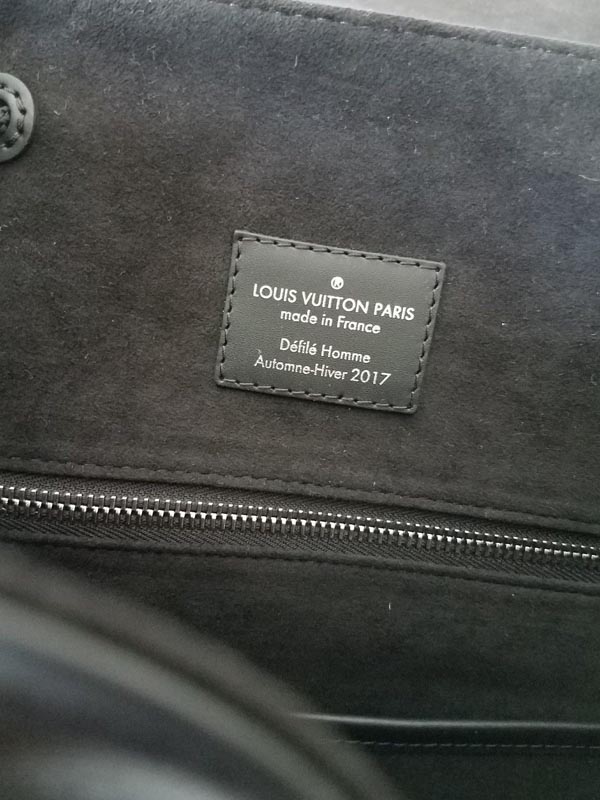 ®
LOUIS VUITTON PARIS
made in France
Défilé Homme
Automne-Hiver 2017